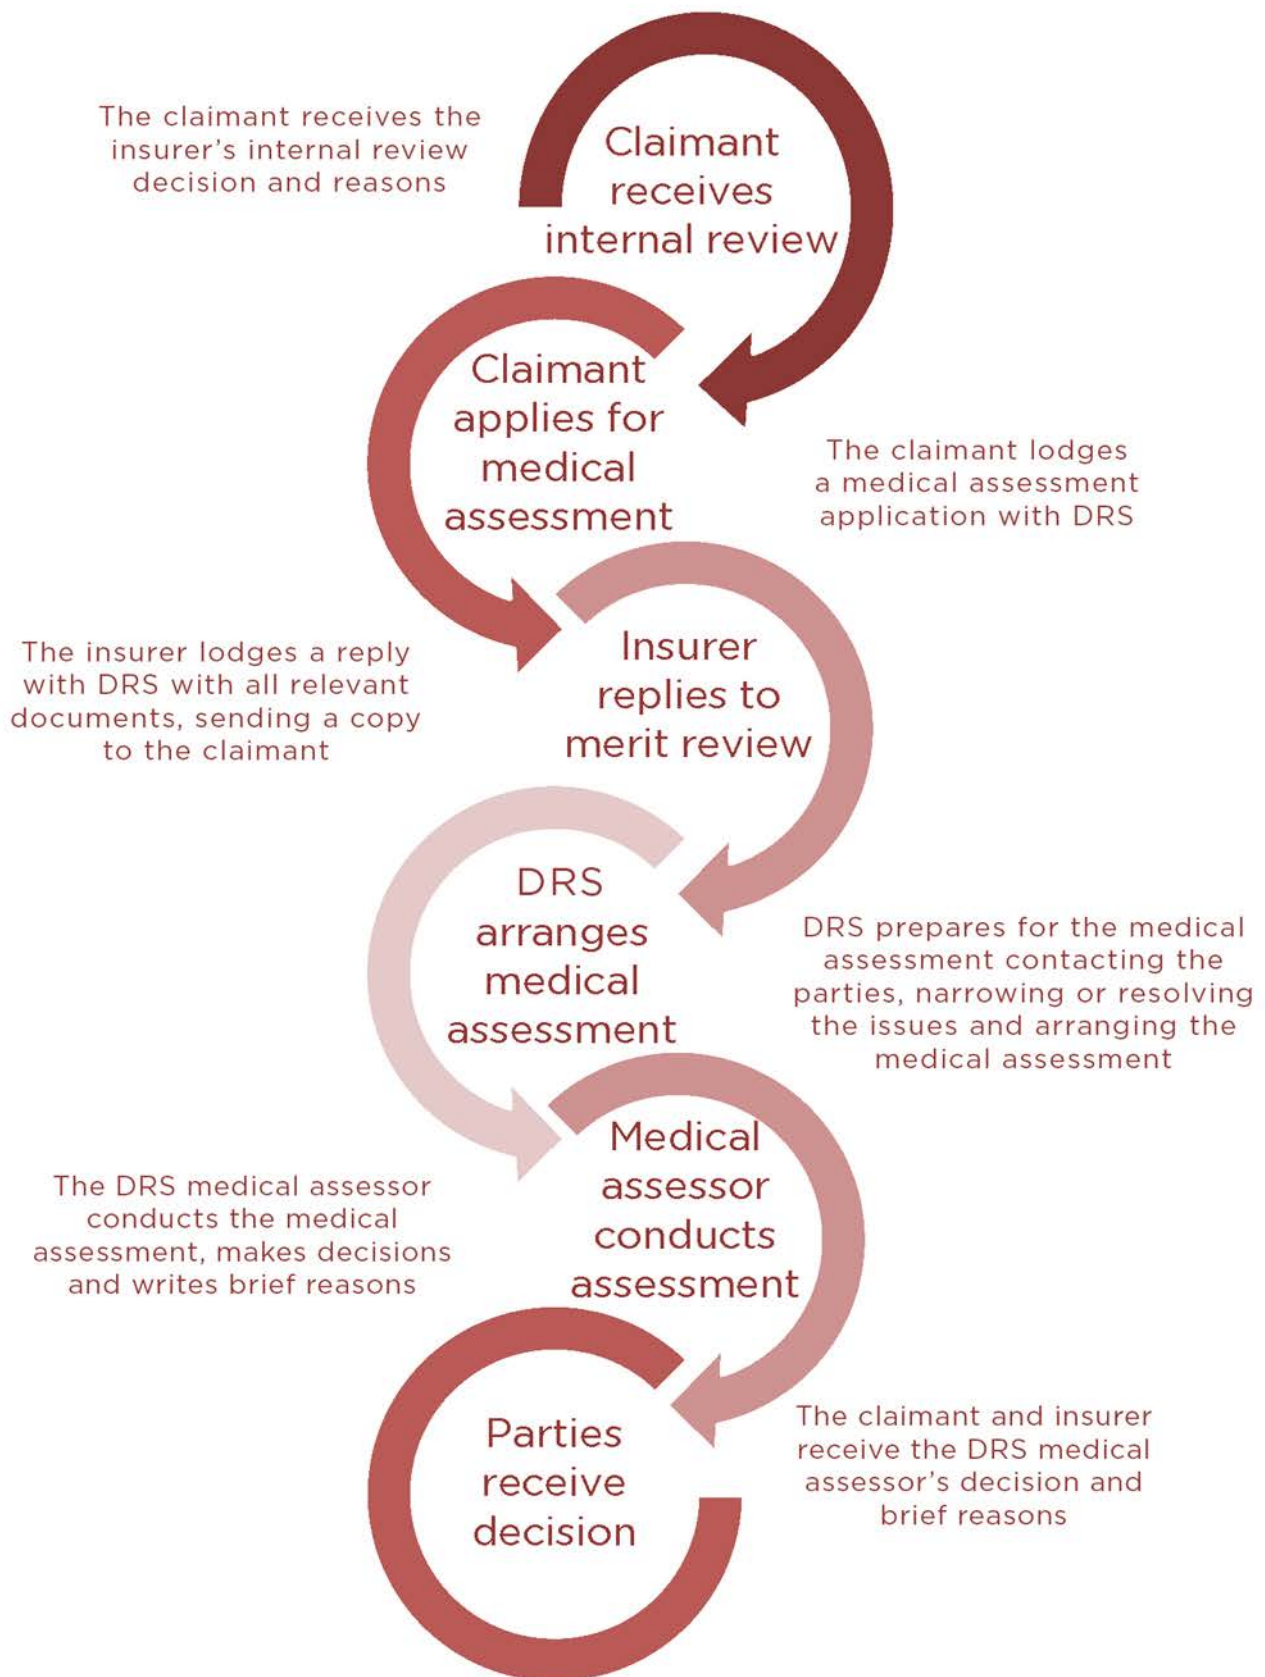 The claimant receives the
insurer's internal review
decision and reasons
Claimant
receives
internal review
Claimant
applies for
medical
assessment
The claimant lodges
a medical assessment
application with DRS
The insurer lodges a reply
with DRS with all relevant
documents, sending a copy
to the claimant
Insurer
replies to
merit review
DRS
arranges
medical
assessment
DRS prepares for the medical
assessment contacting the
parties, narrowing or resolving
the issues and arranging the
medical assessment
The DRS medical assessor
conducts the medical
assessment, makes decisions
and writes brief reasons
Medical
assessor
conducts
assessment
Parties
receive
decision
The claimant and insurer
receive the DRS medical
assessor's decision and
brief reasons